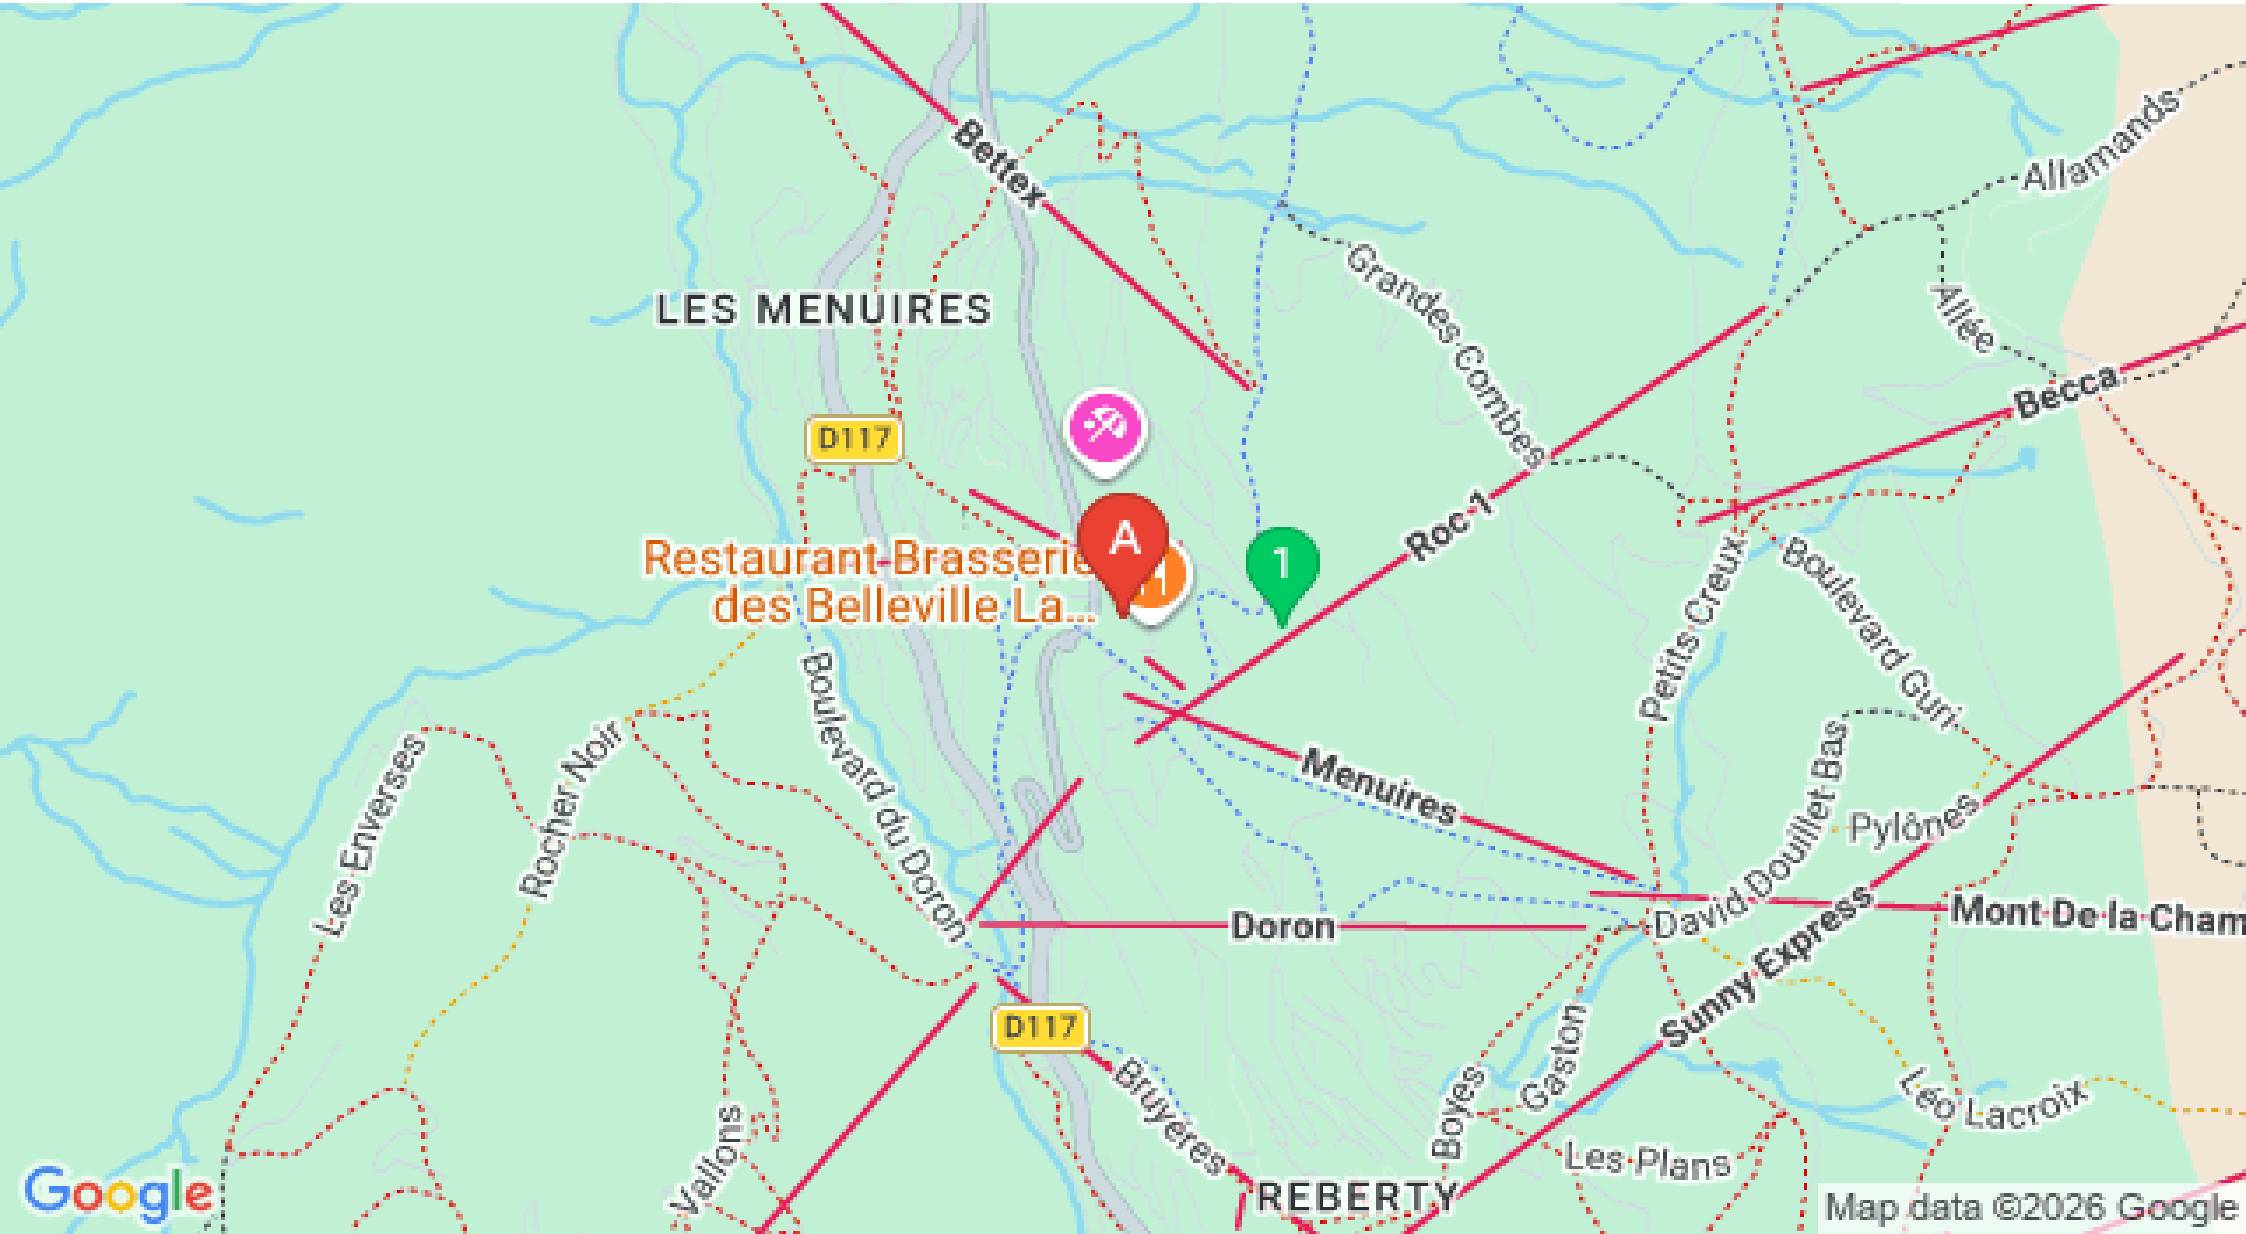 Bettex
Allamands
Grandes Combes
Allée
LES MENUIRES
Becca
D117
A
1
Roc 1
Restaurant Brasserie
des Belleville La...
Petits Creux
Boulevard Guri
Boulevard du Doron
Rocher Noir
Les Enverses
Menuires
David Douillet Bas
Pylônes
Doron
Mont De la Cham
Sunny Express
D117
Bruyères
Gaston
Boyes
Léo Lacroix
Les Plans
Vallons
REBERTY
Google
Map data ©2026 Google